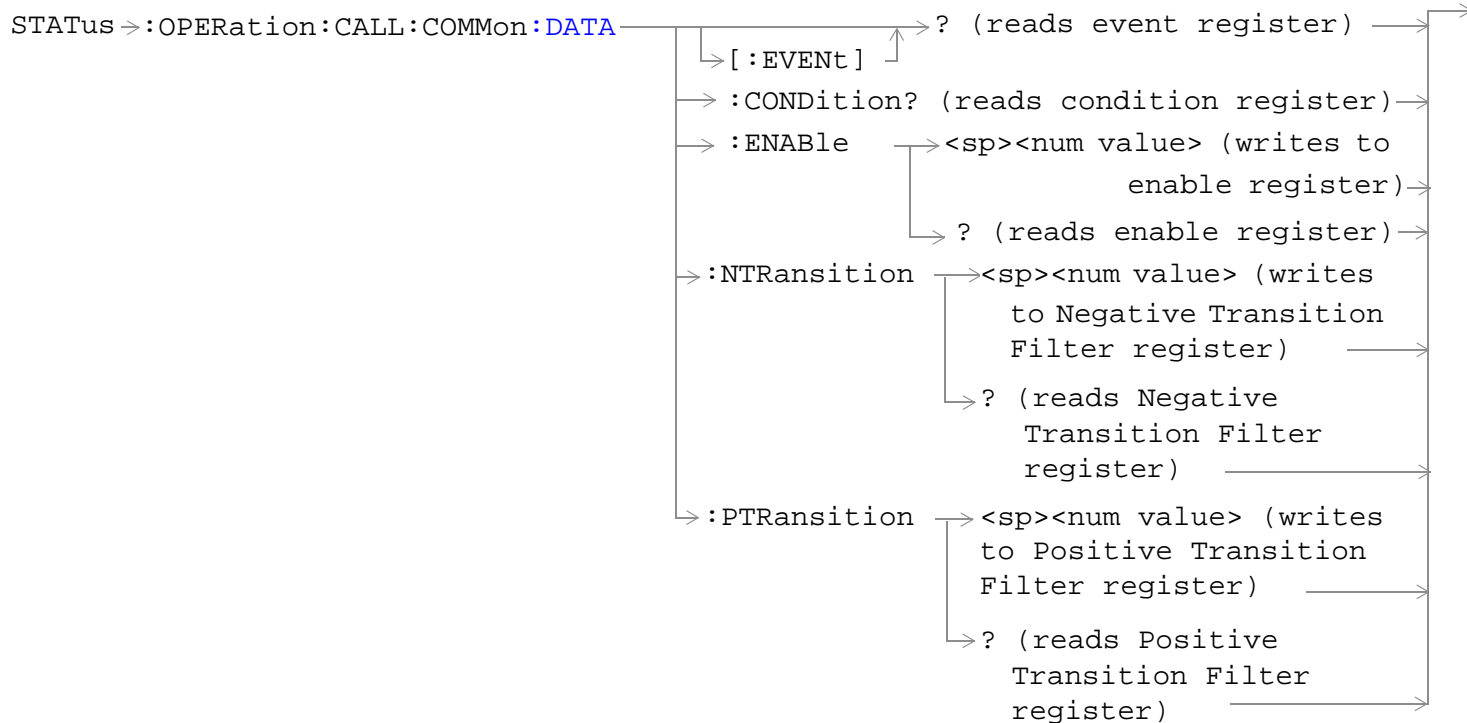 STATus :OPERation:CALL:COMMon:DATA ? (reads event register)
[:EVENt]
:CONDition? (reads condition register)
:ENABle <sp><num value> (writes to
enable register)
? (reads enable register)
:NTRansition <sp><num value> (writes
to Negative Transition
Filter register)
? (reads Negative
Transition Filter
register)
:PTRansition <sp><num value> (writes
to Positive Transition
Filter register)
? (reads Positive
Transition Filter
register)